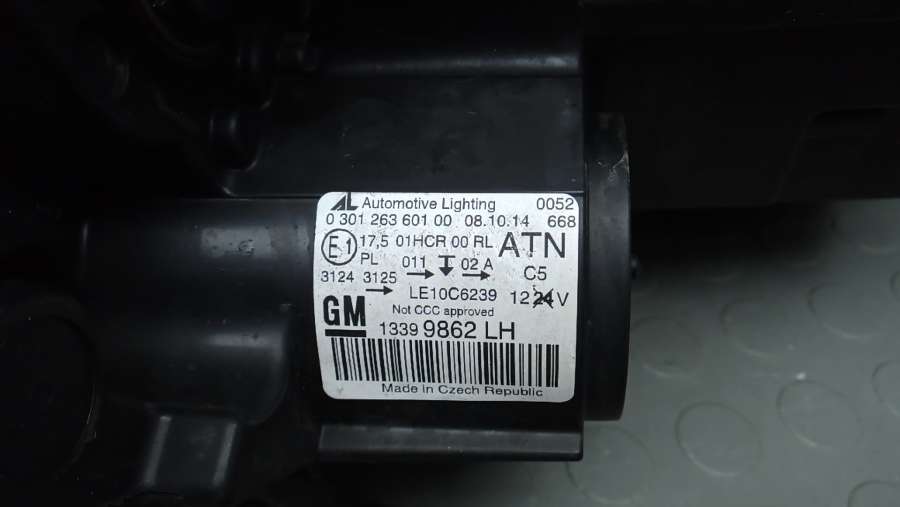 AL Automotive Lighting 0052
0 301 263 601 00 08.10.14 668
E1 17,5 01HCR 00 RL ATN
PL 011 02 A C5
3124 3125 LE10C6239 12 24 V
Not CCC approved
GM 1339 9862 LH
Made in Czech Republic